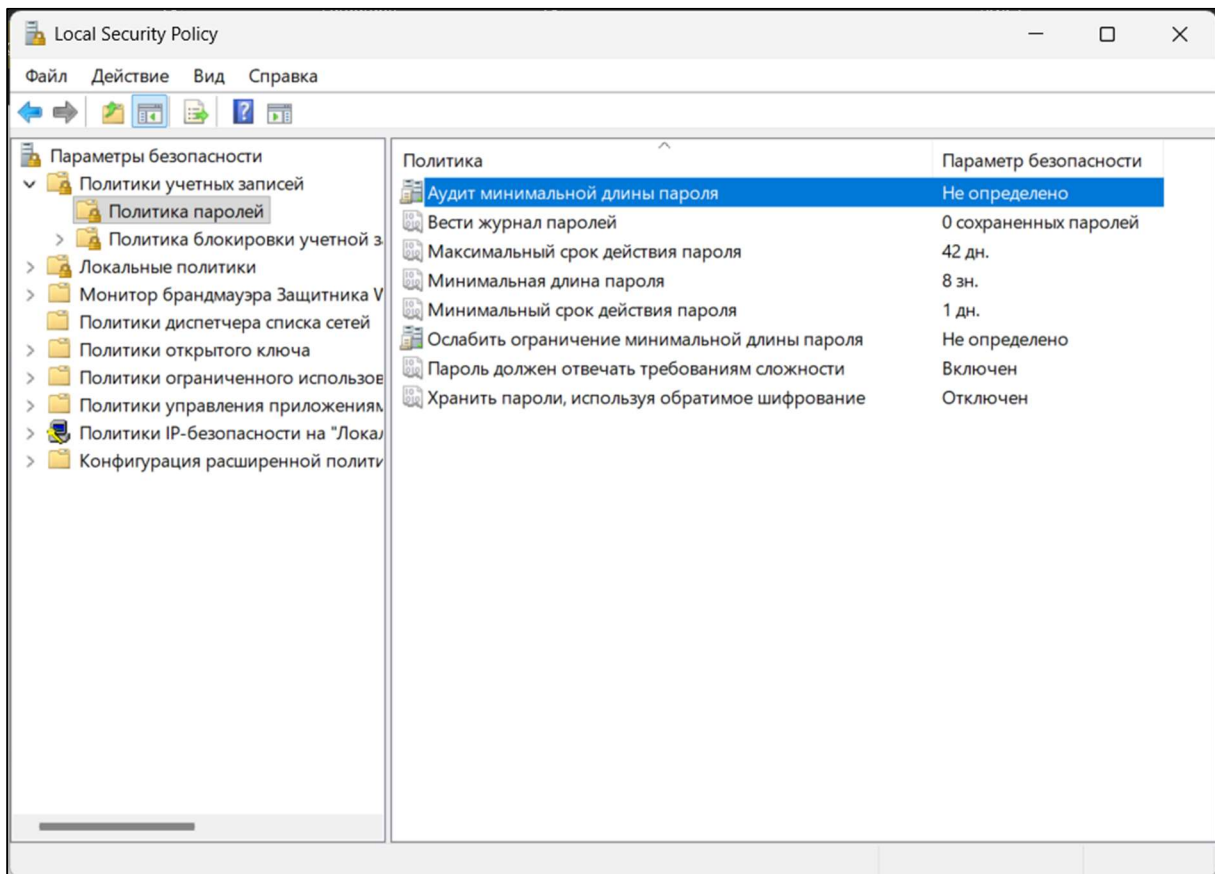 Local Security Policy
Файл Действие Вид Справка
Параметры безопасности
Политики учетных записей
Политика паролей
Политика блокировки учетной з
Локальные политики
Монитор брандмауэра Защитника W
Политики диспетчера списка сетей
Политики открытого ключа
Политики ограниченного использов
Политики управления приложениям
Политики IP-безопасности на "Локал
Конфигурация расширенной полити
Политика Параметр безопасности
Аудит минимальной длины пароля Не определено
Вести журнал паролей 0 сохраненных паролей
Максимальный срок действия пароля 42 дн.
Минимальная длина пароля 8 зн.
Минимальный срок действия пароля 1 дн.
Ослабить ограничение минимальной длины пароля Не определено
Пароль должен отвечать требованиям сложности Включен
Хранить пароли, используя обратимое шифрование Отключен